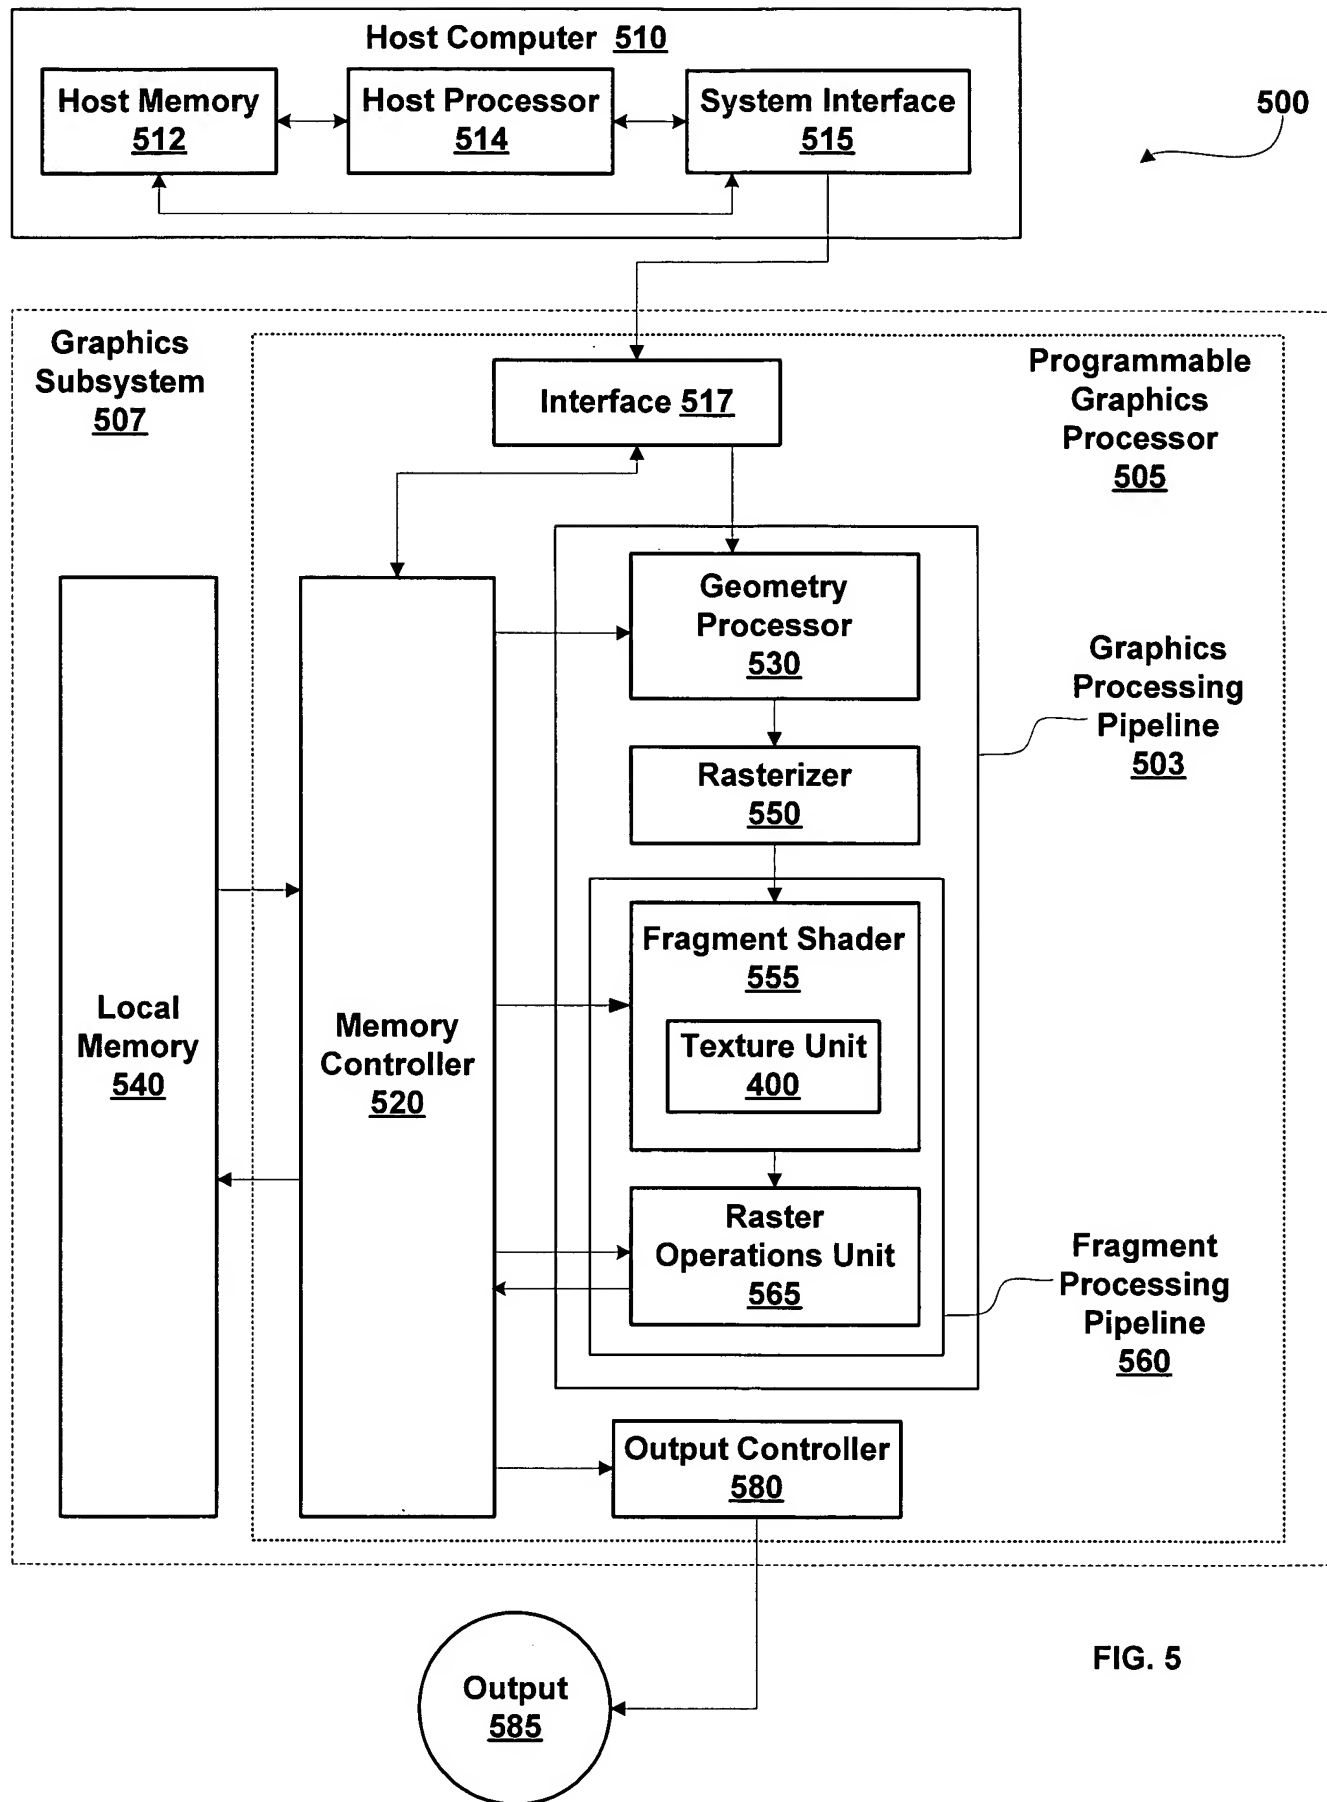 Host Computer 510
Host Memory
512
Host Processor
514
System Interface
515
500
Graphics
Subsystem
507
Interface 517
Programmable
Graphics
Processor
505
Geometry
Processor
530
Graphics
Processing
Pipeline
503
Rasterizer
550
Fragment Shader
555
Texture Unit
400
Local
Memory
540
Memory
Controller
520
Raster
Operations Unit
565
Fragment
Processing
Pipeline
560
Output Controller
580
Output
585
FIG. 5